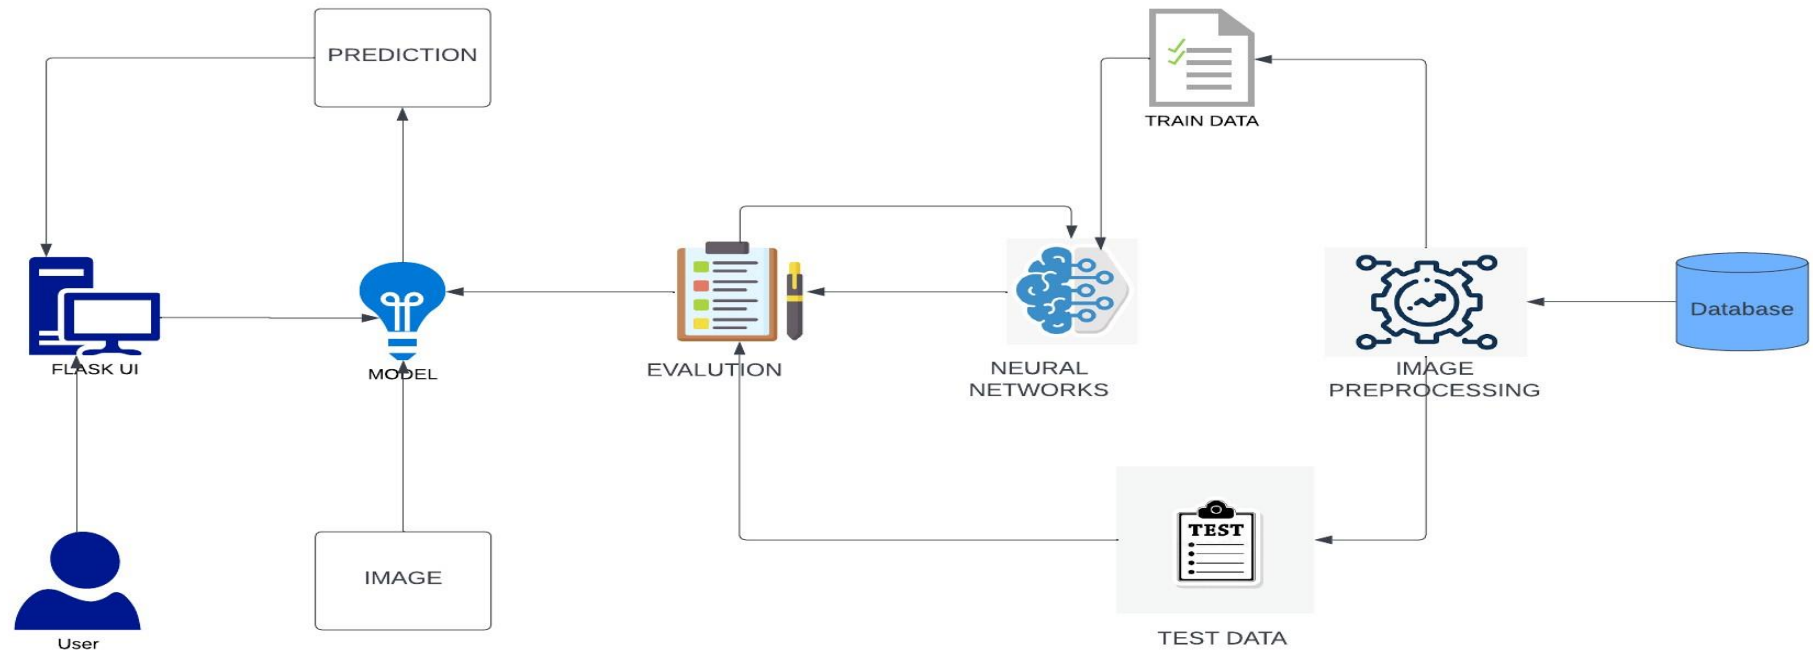 PREDICTION
TRAIN DATA
Database
FLASK UI
MODEL
EVALUTION
NEURAL
NETWORKS
IMAGE
PREPROCESSING
TEST
IMAGE
TEST DATA
User